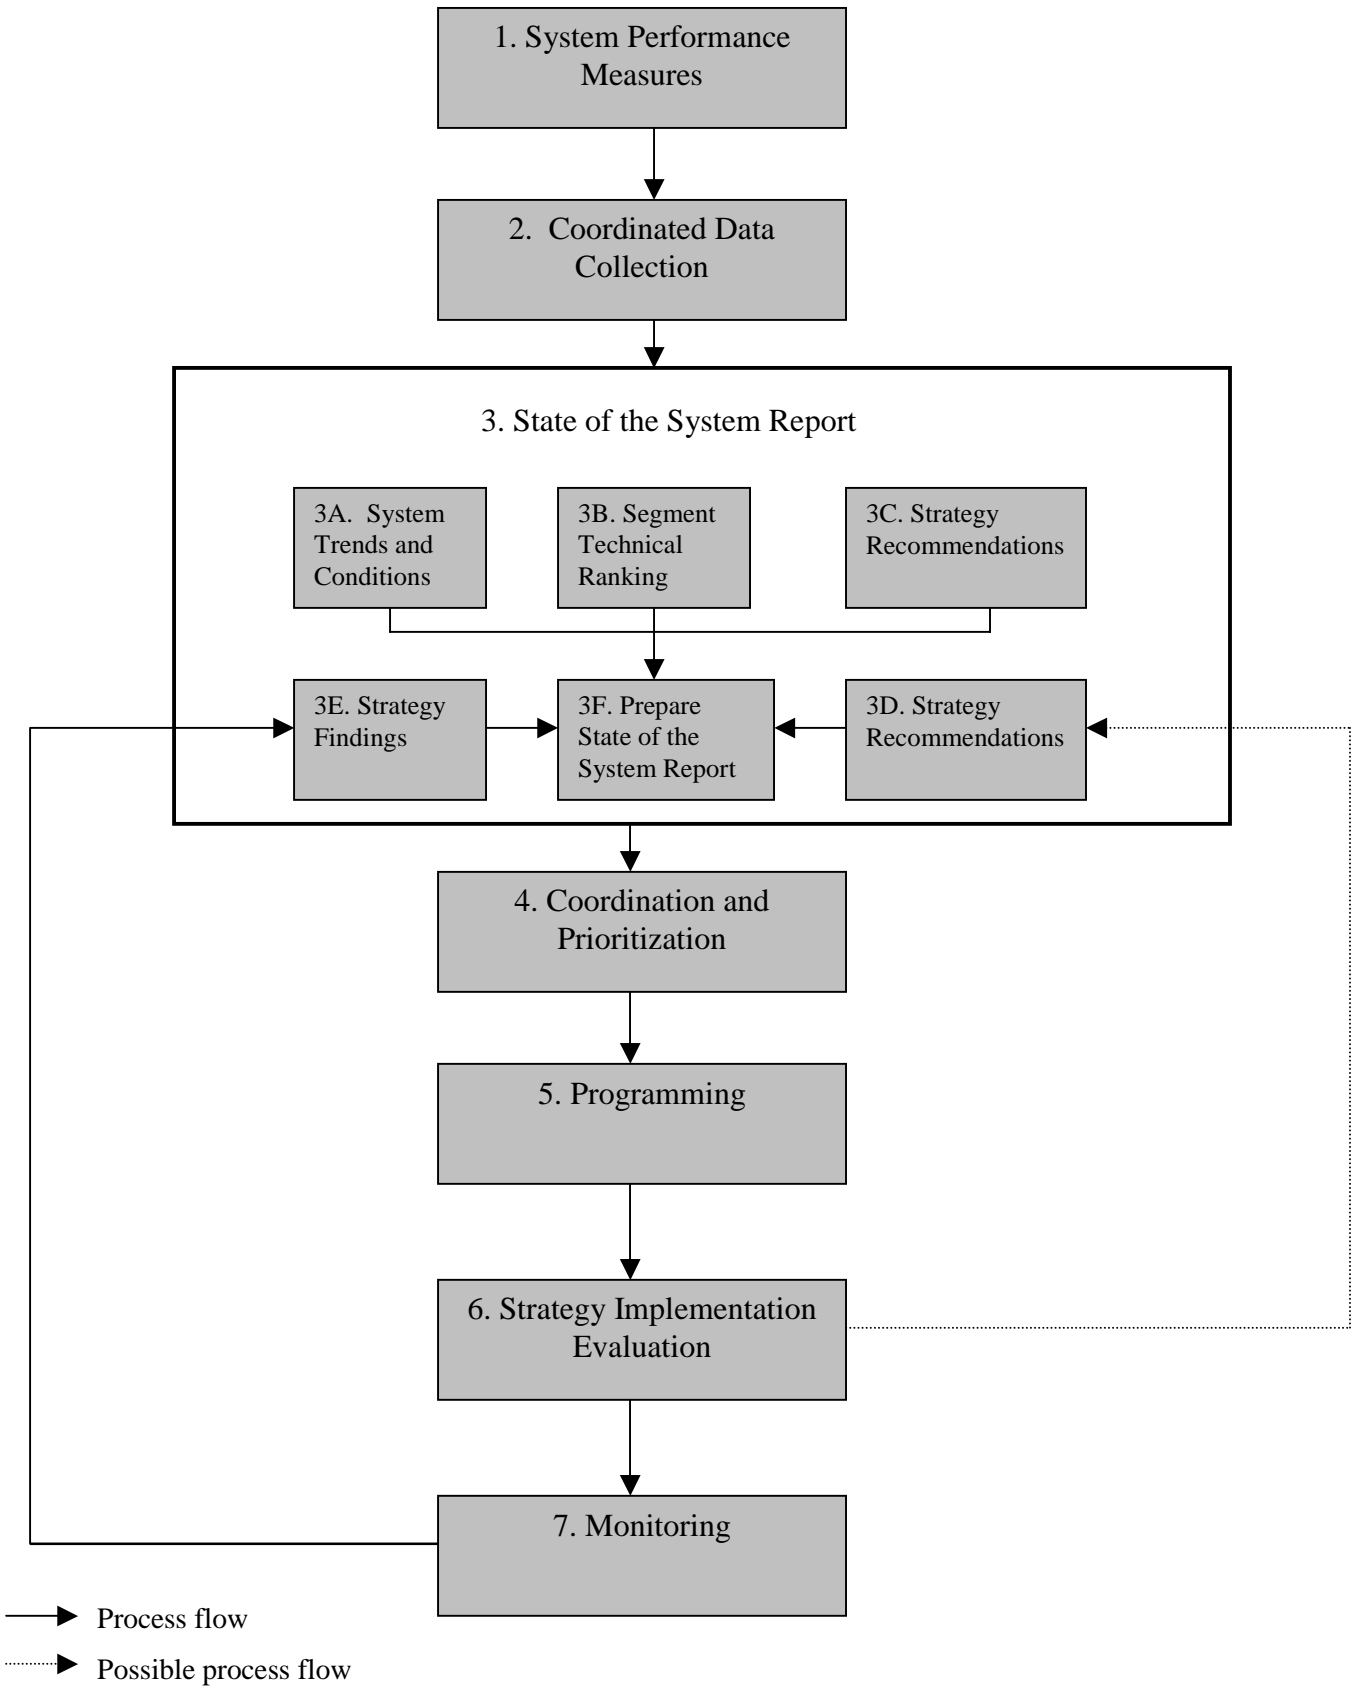 1. System Performance
Measures
2.  Coordinated Data
Collection
3. State of the System Report
3A.  System
Trends and
Conditions
3B. Segment
Technical
Ranking
3C. Strategy
Recommendations
3E. Strategy
Findings
3F. Prepare
State of the
System Report
3D. Strategy
Recommendations
4. Coordination and
Prioritization
5. Programming
6. Strategy Implementation
Evaluation
7. Monitoring
Process flow
Possible process flow